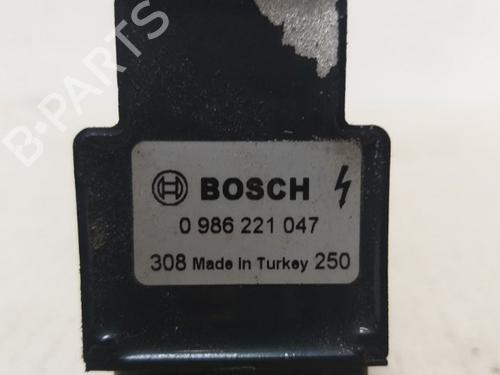 B-PARTS
BOSCH
0 986 221 047
308 Made in Turkey 250